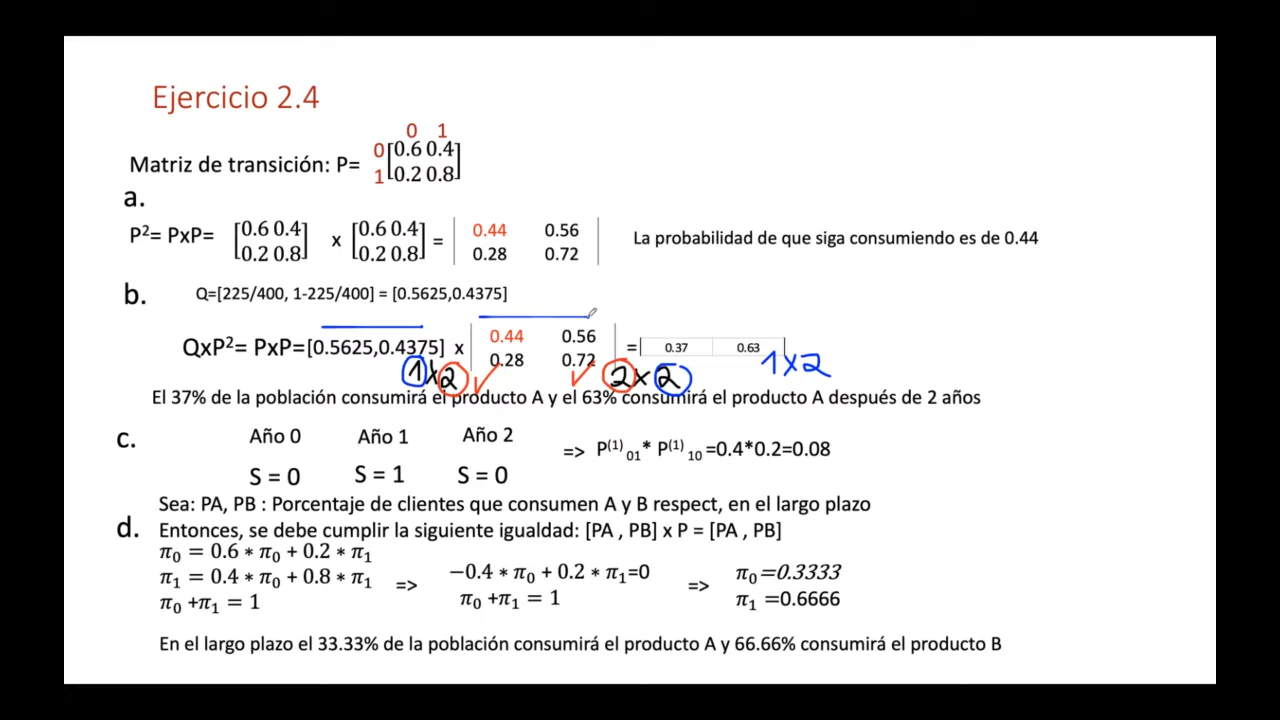 Ejercicio 2.4
0 1
Matriz de transición: P= 0 [0.6 0.4]
1 [0.2 0.8]
a.
P²= PxP= [0.6 0.4] x [0.6 0.4] = | 0.44 0.56 | La probabilidad de que siga consumiendo es de 0.44
[0.2 0.8] [0.2 0.8] | 0.28 0.72 |
b. Q=[225/400, 1-225/400] = [0.5625,0.4375]
QxP²= PxP=[0.5625,0.4375] x | 0.44 0.56 | =| 0.37 0.63 |
| 0.28 0.72 |
1x2 2x2 1x2
El 37% de la población consumirá el producto A y el 63% consumirá el producto A después de 2 años
c. Año 0 Año 1 Año 2 => P⁽¹⁾₀₁* P⁽¹⁾₁₀=0.4*0.2=0.08
S = 0 S = 1 S = 0
Sea: PA, PB : Porcentaje de clientes que consumen A y B respect, en el largo plazo
d. Entonces, se debe cumplir la siguiente igualdad: [PA , PB] x P = [PA , PB]
π₀ = 0.6 ∗ π₀ + 0.2 ∗ π₁
π₁ = 0.4 ∗ π₀ + 0.8 ∗ π₁ => −0.4 ∗ π₀ + 0.2 ∗ π₁=0 => π₀=0.3333
π₀ +π₁ = 1 π₀ +π₁ = 1 π₁ =0.6666
En el largo plazo el 33.33% de la población consumirá el producto A y 66.66% consumirá el producto B